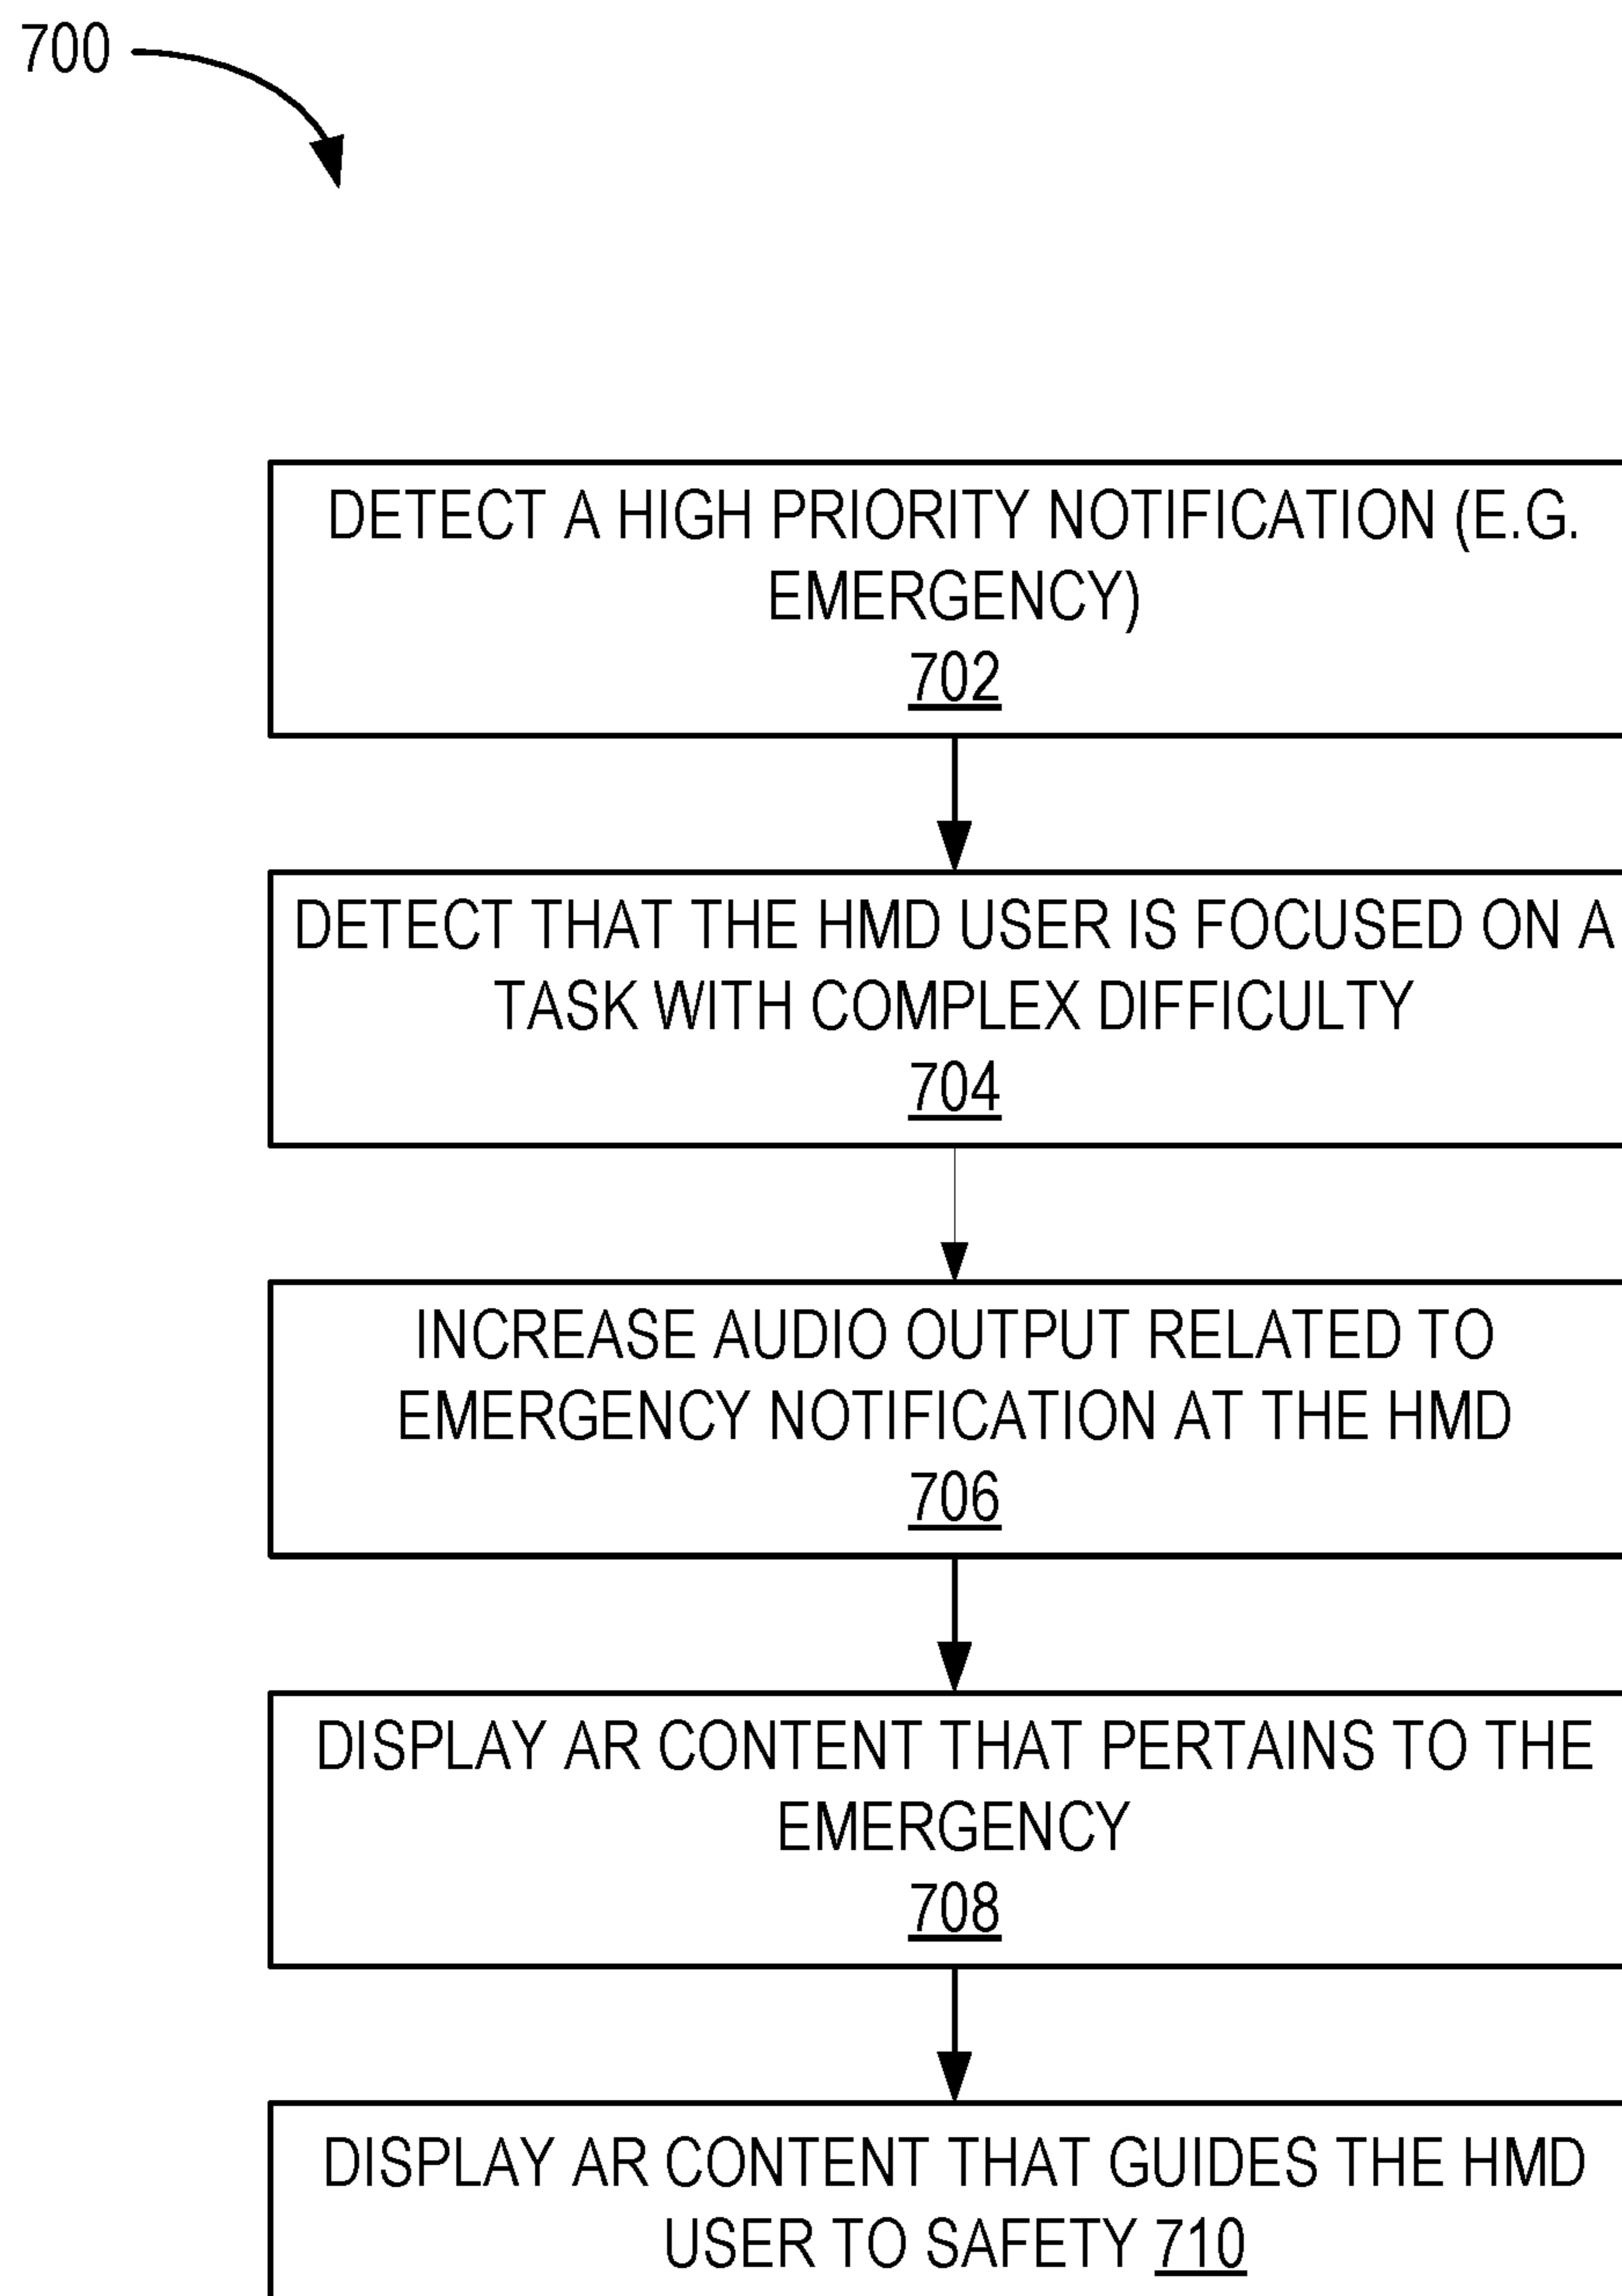 700
DETECT A HIGH PRIORITY NOTIFICATION (E.G.
EMERGENCY)
702
DETECT THAT THE HMD USER IS FOCUSED ON A
TASK WITH COMPLEX DIFFICULTY
704
INCREASE AUDIO OUTPUT RELATED TO
EMERGENCY NOTIFICATION AT THE HMD
706
DISPLAY AR CONTENT THAT PERTAINS TO THE
EMERGENCY
708
DISPLAY AR CONTENT THAT GUIDES THE HMD
USER TO SAFETY 710